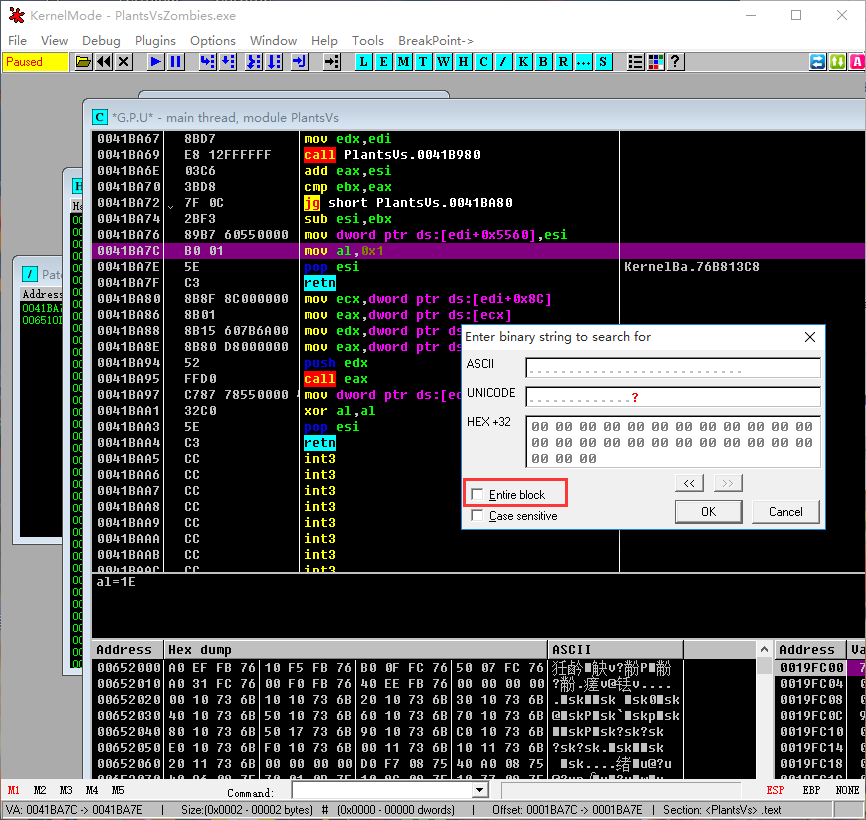 KernelMode - PlantsVsZombies.exe
File View Debug Plugins Options Window Help Tools BreakPoint->
Paused L E M T W H C / K B R ... S ? A
C *G.P.U* - main thread, module PlantsVs
0041BA67 8BD7 mov edx,edi
0041BA69 E8 12FFFFFF call PlantsVs.0041B980
0041BA6E 03C6 add eax,esi
0041BA70 3BD8 cmp ebx,eax
0041BA72 7F 0C jg short PlantsVs.0041BA80
0041BA74 2BF3 sub esi,ebx
0041BA76 89B7 60550000 mov dword ptr ds:[edi+0x5560],esi
0041BA7C B0 01 mov al,0x1
0041BA7E 5E pop esi KernelBa.76B813C8
0041BA7F C3 retn
0041BA80 8B8F 8C000000 mov ecx,dword ptr ds:[edi+0x8C]
0041BA86 8B01 mov eax,dword ptr ds:[ecx]
0041BA88 8B15 607B6A00 mov edx,dword ptr ds
0041BA8E 8B80 D8000000 mov eax,dword ptr ds
0041BA94 52 push edx
0041BA95 FFD0 call eax
0041BA97 C787 78550000 mov dword ptr ds:[e
0041BAA1 32C0 xor al,al
0041BAA3 5E pop esi
0041BAA4 C3 retn
0041BAA5 CC int3
0041BAA6 CC int3
0041BAA7 CC int3
0041BAA8 CC int3
0041BAA9 CC int3
0041BAAA CC int3
0041BAAB CC int3
0041BAAC CC int3
al=1E
H
Ha
/ Pat
Address
0041BA7
Enter binary string to search for
ASCII
UNICODE ?
HEX +32
00 00 00 00 00 00 00 00 00 00 00 00
00 00 00 00 00 00 00 00 00 00 00 00
00 00 00
<< >>
Entire block
Case sensitive
OK Cancel
Address Hex dump ASCII
00652000 A0 EF FB 76 10 F5 FB 76 B0 0F FC 76 50 07 FC 76
00652010 A0 31 FC 76 00 F0 FB 76 40 EE FB 76 00 00 00 00
00652020 00 10 73 6B 10 10 73 6B 20 10 73 6B 30 10 73 6B
00652030 40 10 73 6B 50 10 73 6B 60 10 73 6B 70 10 73 6B
00652040 80 10 73 6B 50 17 73 6B 90 10 73 6B C0 10 73 6B
00652050 E0 10 73 6B F0 10 73 6B 00 11 73 6B 10 11 73 6B
00652060 20 11 73 6B 00 00 00 00 D0 F7 08 75 40 A0 08 75
Address Va
0019FC00 7
0019FC04
0019FC08
0019FC0C 9
0019FC10
0019FC14
0019FC18
M1 M2 M3 M4 M5 Command: ESP EBP NONE
VA: 0041BA7C -> 0041BA7E | Size:(0x0002 - 00002 bytes) # (0x0000 - 00000 dwords) | Offset: 0001BA7C -> 0001BA7E | Section: <PlantsVs> .text